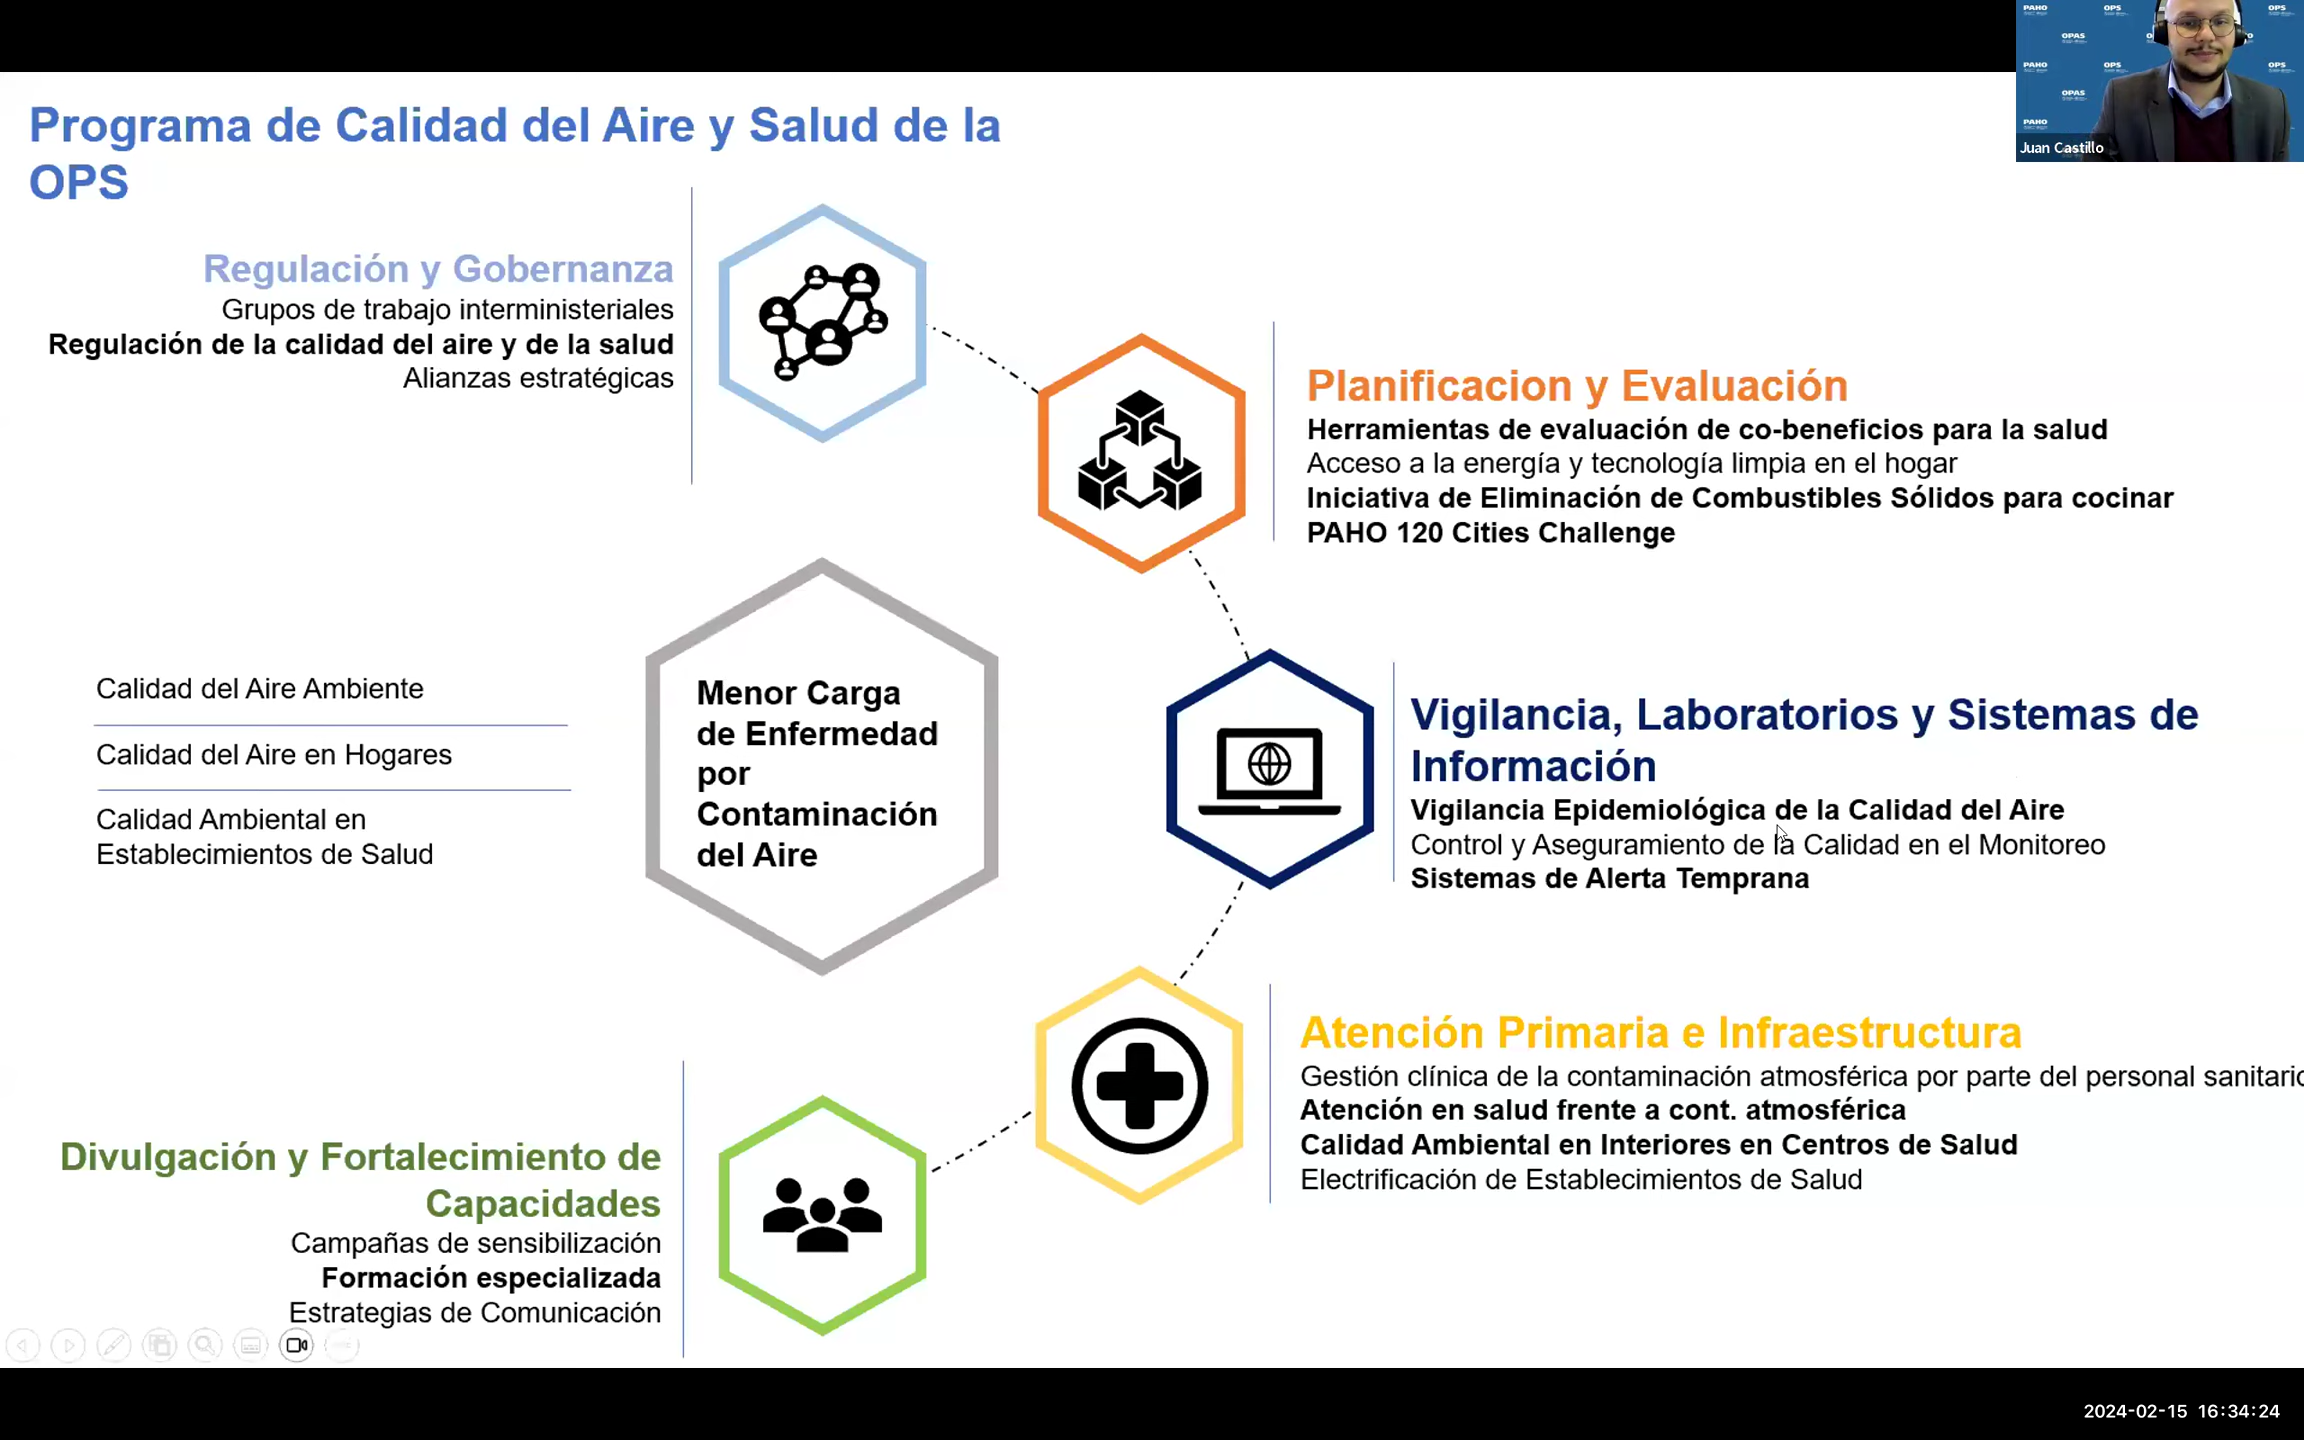 Programa de Calidad del Aire y Salud de la
OPS
Regulación y Gobernanza
Grupos de trabajo interministeriales
Regulación de la calidad del aire y de la salud
Alianzas estratégicas
Planificacion y Evaluación
Herramientas de evaluación de co-beneficios para la salud
Acceso a la energía y tecnología limpia en el hogar
Iniciativa de Eliminación de Combustibles Sólidos para cocinar
PAHO 120 Cities Challenge
Calidad del Aire Ambiente
Calidad del Aire en Hogares
Calidad Ambiental en
Establecimientos de Salud
Menor Carga
de Enfermedad
por
Contaminación
del Aire
Vigilancia, Laboratorios y Sistemas de
Información
Vigilancia Epidemiológica de la Calidad del Aire
Control y Aseguramiento de la Calidad en el Monitoreo
Sistemas de Alerta Temprana
Atención Primaria e Infraestructura
Gestión clínica de la contaminación atmosférica por parte del personal sanitario
Atención en salud frente a cont. atmosférica
Calidad Ambiental en Interiores en Centros de Salud
Electrificación de Establecimientos de Salud
Divulgación y Fortalecimiento de
Capacidades
Campañas de sensibilización
Formación especializada
Estrategias de Comunicación
PAHO
OPS
OPS
OPAS
PAHO
OPS
OPAS
PAHO
Juan Castillo
2024-02-15 16:34:24